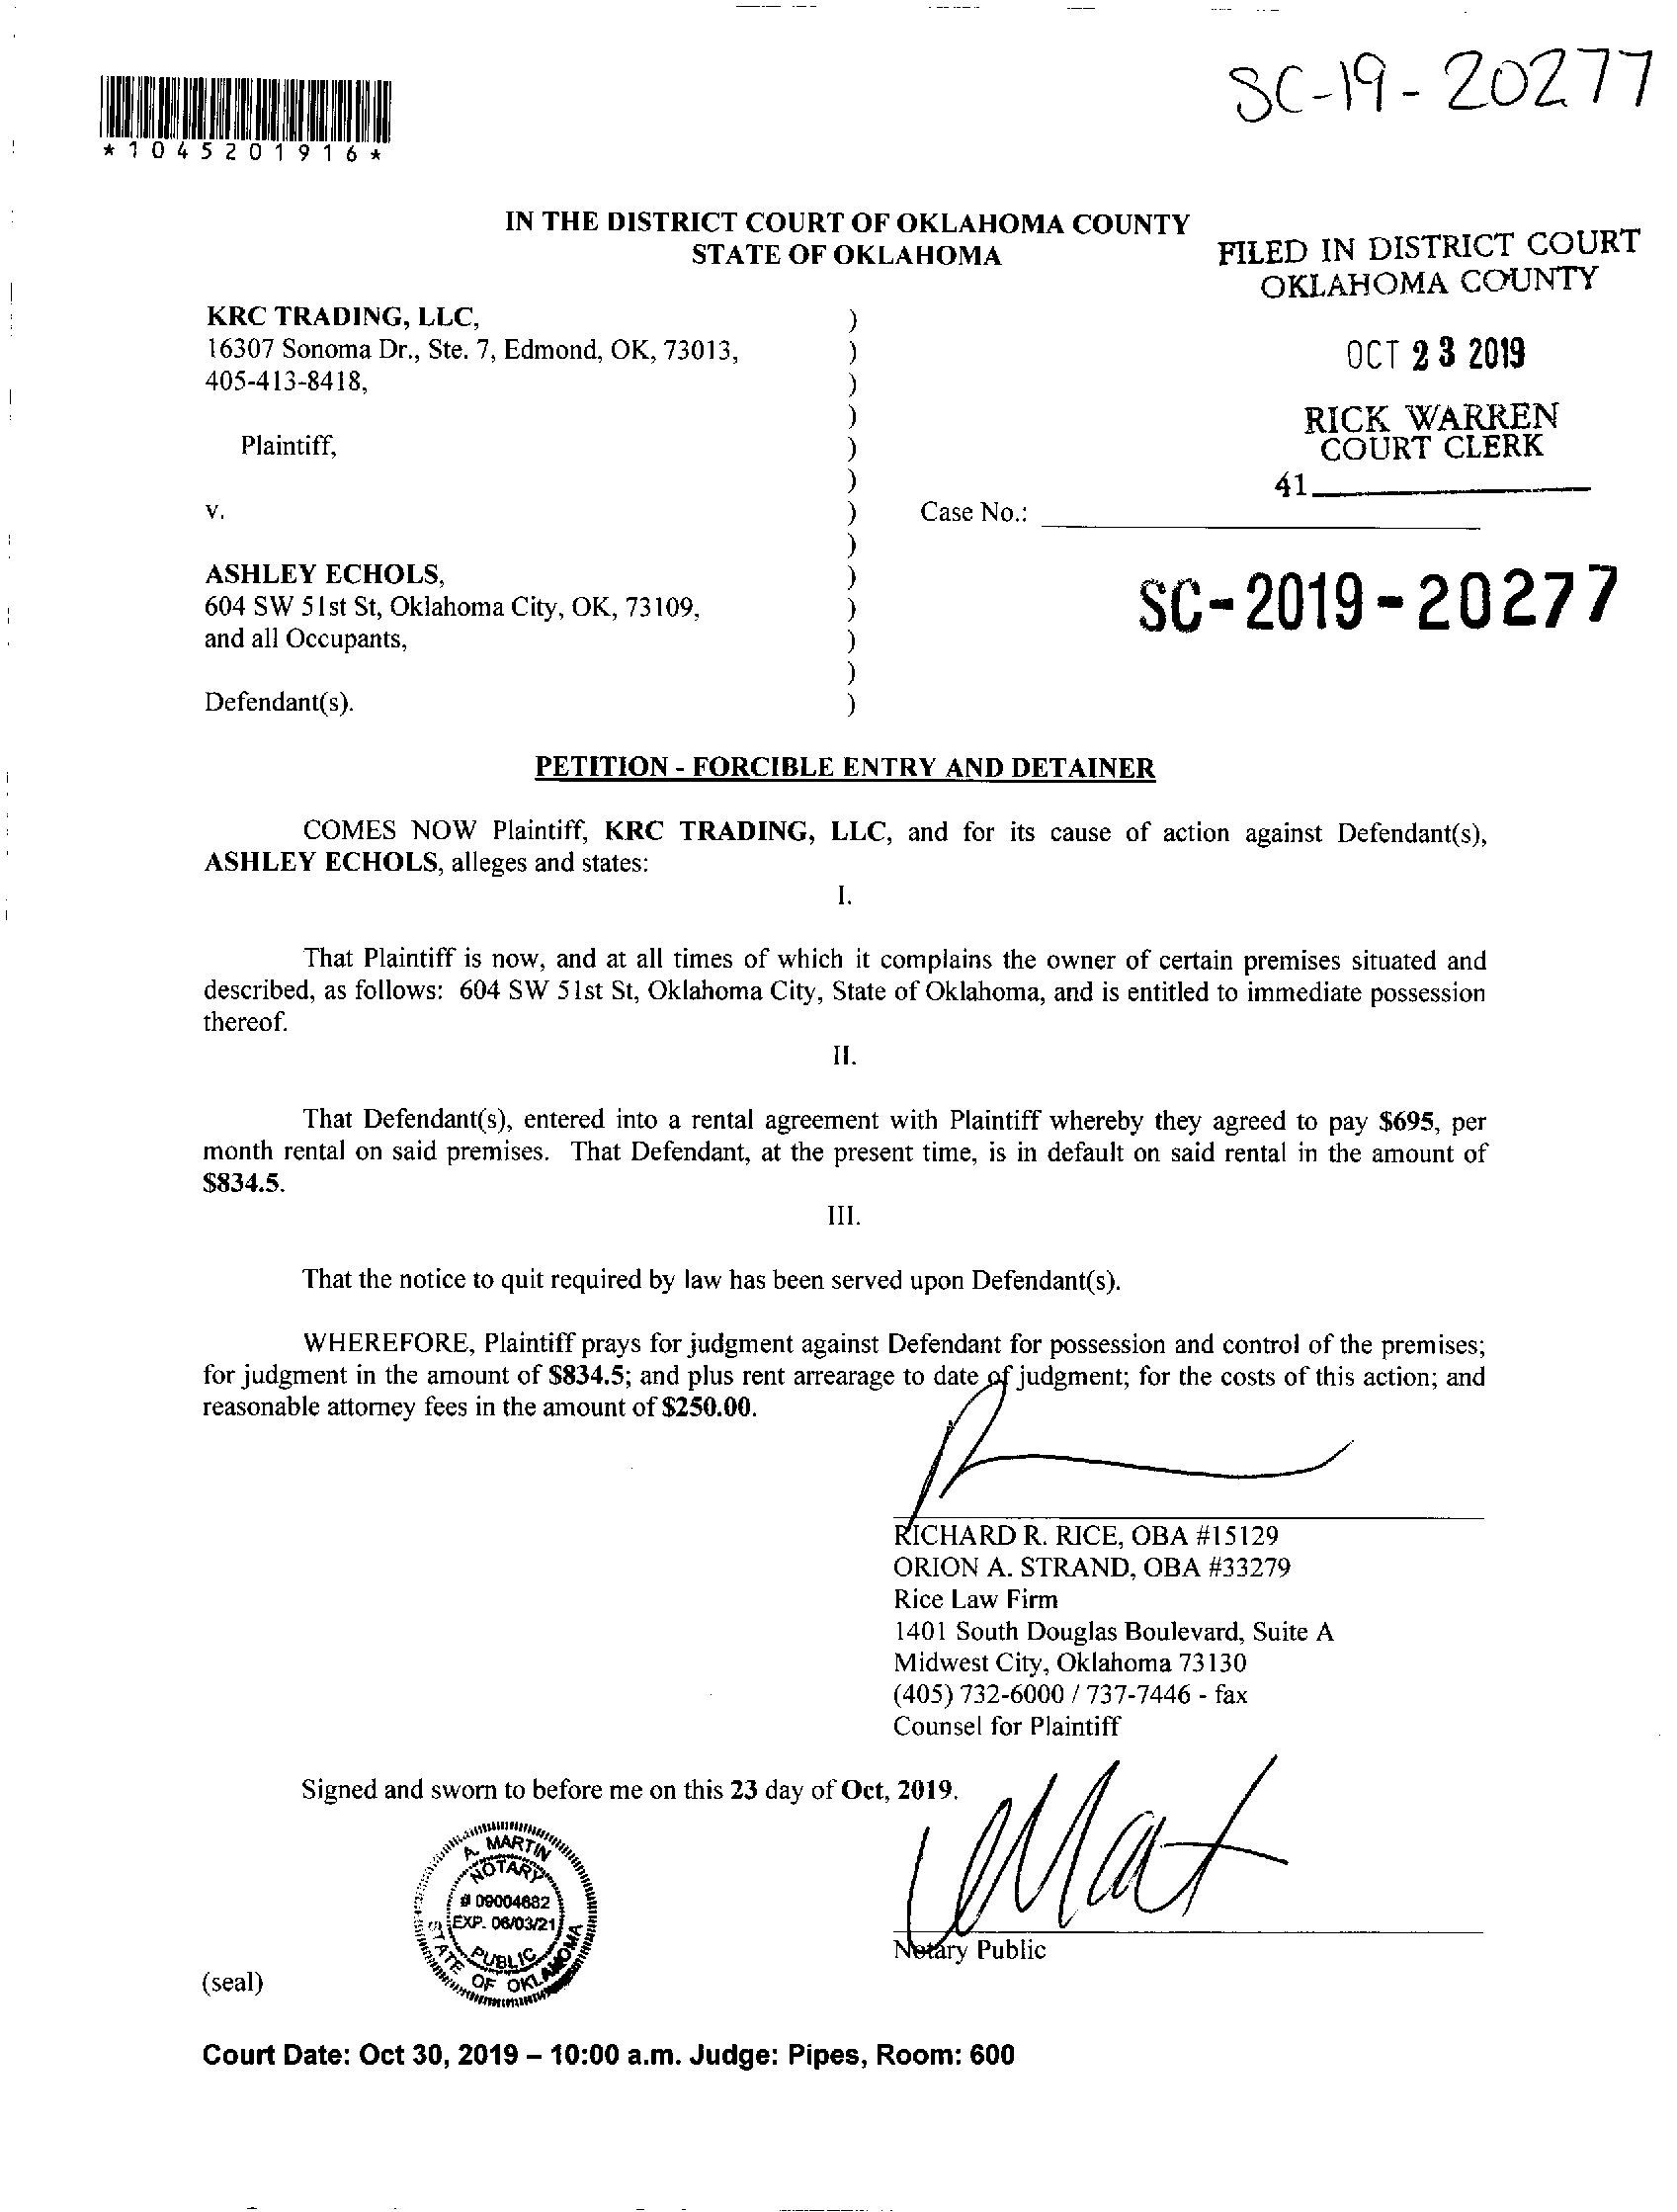 SC-19-20277
*1045201916*
IN THE DISTRICT COURT OF OKLAHOMA COUNTY
STATE OF OKLAHOMA
FILED IN DISTRICT COURT
OKLAHOMA COUNTY
KRC TRADING, LLC, )
16307 Sonoma Dr., Ste. 7, Edmond, OK, 73013, )
OCT 23 2019
405-413-8418, )
)
RICK WARREN
Plaintiff, )
COURT CLERK
)
41
v. ) Case No.:
)
ASHLEY ECHOLS, )
604 SW 51st St, Oklahoma City, OK, 73109, )
SC-2019-20277
and all Occupants, )
)
Defendant(s). )
PETITION - FORCIBLE ENTRY AND DETAINER
COMES NOW Plaintiff, KRC TRADING, LLC, and for its cause of action against Defendant(s),
ASHLEY ECHOLS, alleges and states:
I.
That Plaintiff is now, and at all times of which it complains the owner of certain premises situated and
described, as follows: 604 SW 51st St, Oklahoma City, State of Oklahoma, and is entitled to immediate possession
thereof.
II.
That Defendant(s), entered into a rental agreement with Plaintiff whereby they agreed to pay $695, per
month rental on said premises. That Defendant, at the present time, is in default on said rental in the amount of
$834.5.
III.
That the notice to quit required by law has been served upon Defendant(s).
WHEREFORE, Plaintiff prays for judgment against Defendant for possession and control of the premises;
for judgment in the amount of $834.5; and plus rent arrearage to date of judgment; for the costs of this action; and
reasonable attorney fees in the amount of $250.00.
RICHARD R. RICE, OBA #15129
ORION A. STRAND, OBA #33279
Rice Law Firm
1401 South Douglas Boulevard, Suite A
Midwest City, Oklahoma 73130
(405) 732-6000 / 737-7446 - fax
Counsel for Plaintiff
Signed and sworn to before me on this 23 day of Oct, 2019.
A. MARTIN
NOTARY
# 09004682
EXP. 06/03/21
PUBLIC
STATE OF OKLAHOMA
Notary Public
(seal)
Court Date: Oct 30, 2019 – 10:00 a.m. Judge: Pipes, Room: 600